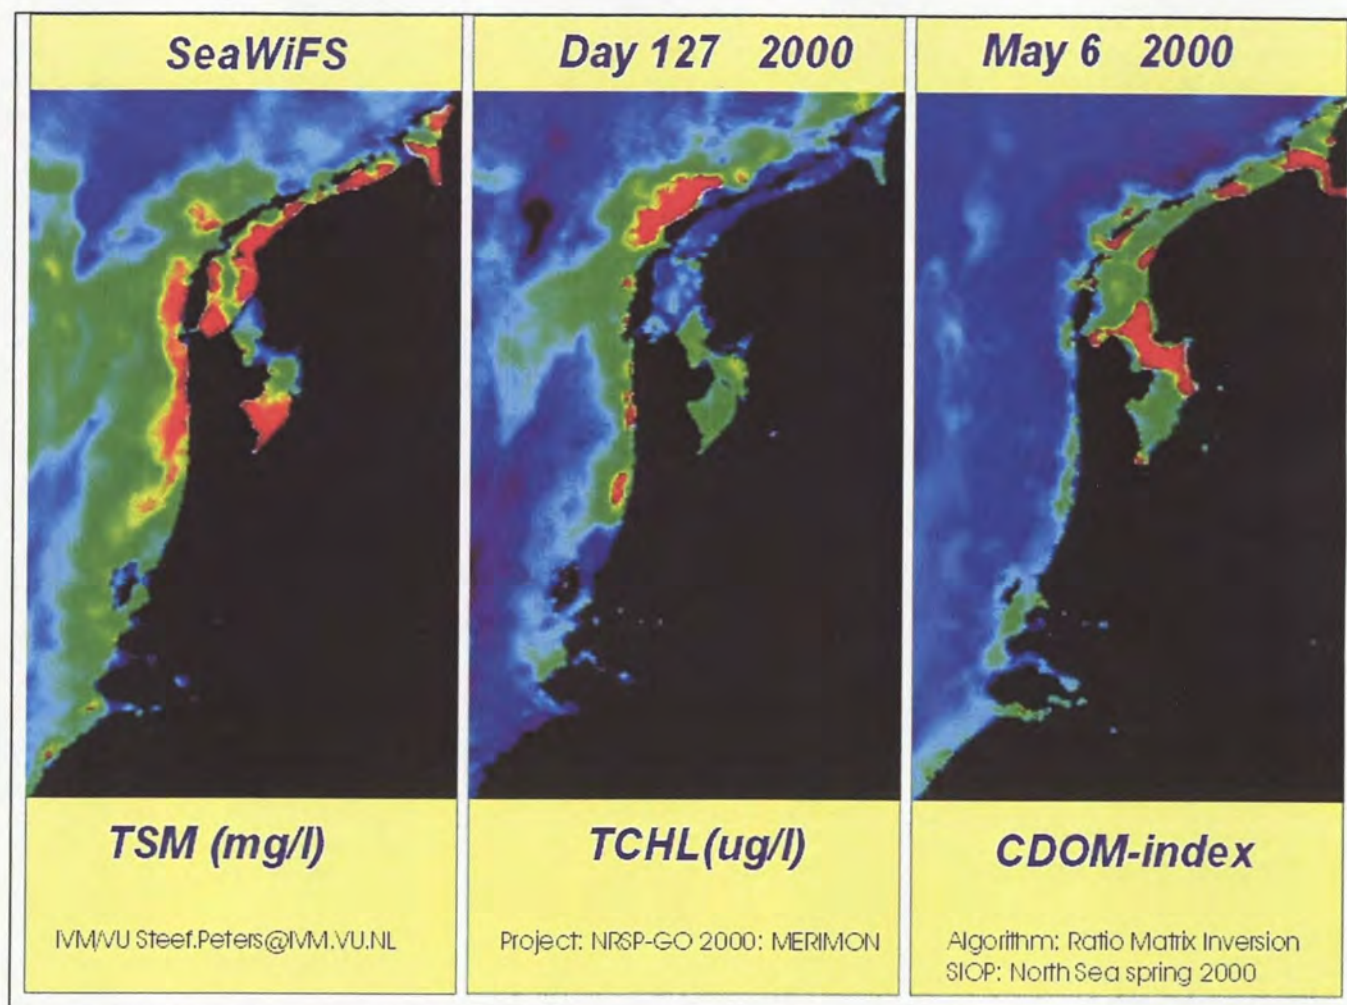 SeaWiFS
Day 127 2000
May 6 2000
TSM (mg/l)
TCHL(ug/l)
CDOM-index
IVM/VU Steef.Peters@IVM.VU.NL
Project: NRSP-GO 2000: MERIMON
Algorithm: Ratio Matrix Inversion
SIOP: North Sea spring 2000